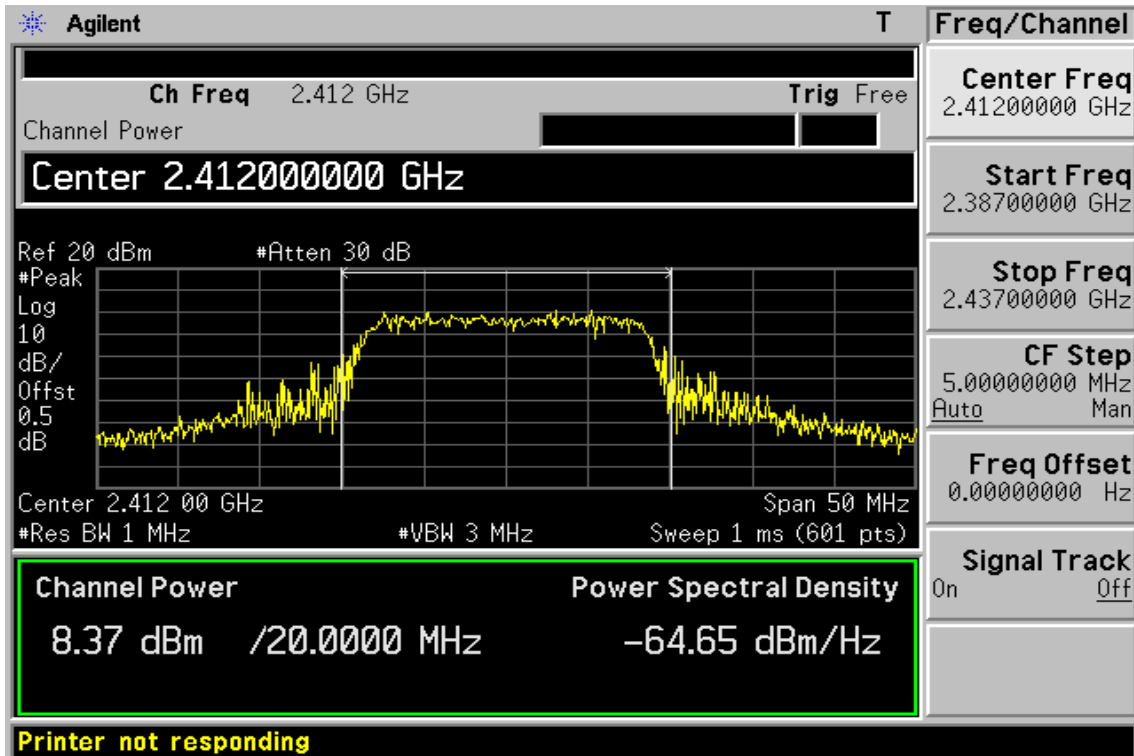 Agilent T
Ch Freq 2.412 GHz Trig Free
Channel Power
Center 2.412000000 GHz
Ref 20 dBm #Atten 30 dB
#Peak
Log
10
dB/
Offst
0.5
dB
Center 2.412 00 GHz Span 50 MHz
#Res BW 1 MHz #VBW 3 MHz Sweep 1 ms (601 pts)
Channel Power Power Spectral Density
8.37 dBm /20.0000 MHz -64.65 dBm/Hz
Printer not responding
Freq/Channel
Center Freq
2.41200000 GHz
Start Freq
2.38700000 GHz
Stop Freq
2.43700000 GHz
CF Step
5.00000000 MHz
Auto Man
Freq Offset
0.00000000 Hz
Signal Track
On Off